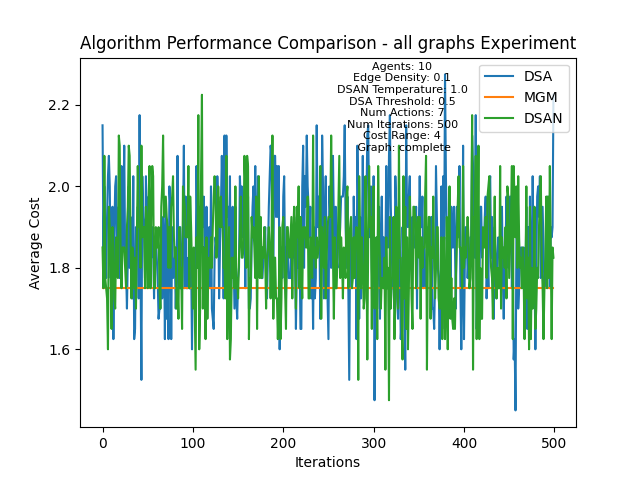 Algorithm Performance Comparison - all graphs Experiment
Agents: 10
Edge Density: 0.1
DSAN Temperature: 1.0
DSA Threshold: 0.5
Num Actions: 7
Num Iterations: 500
Cost Range: 4
Graph: complete
DSA
MGM
DSAN
Average Cost
2.2
2.0
1.8
1.6
0
100
200
300
400
500
Iterations